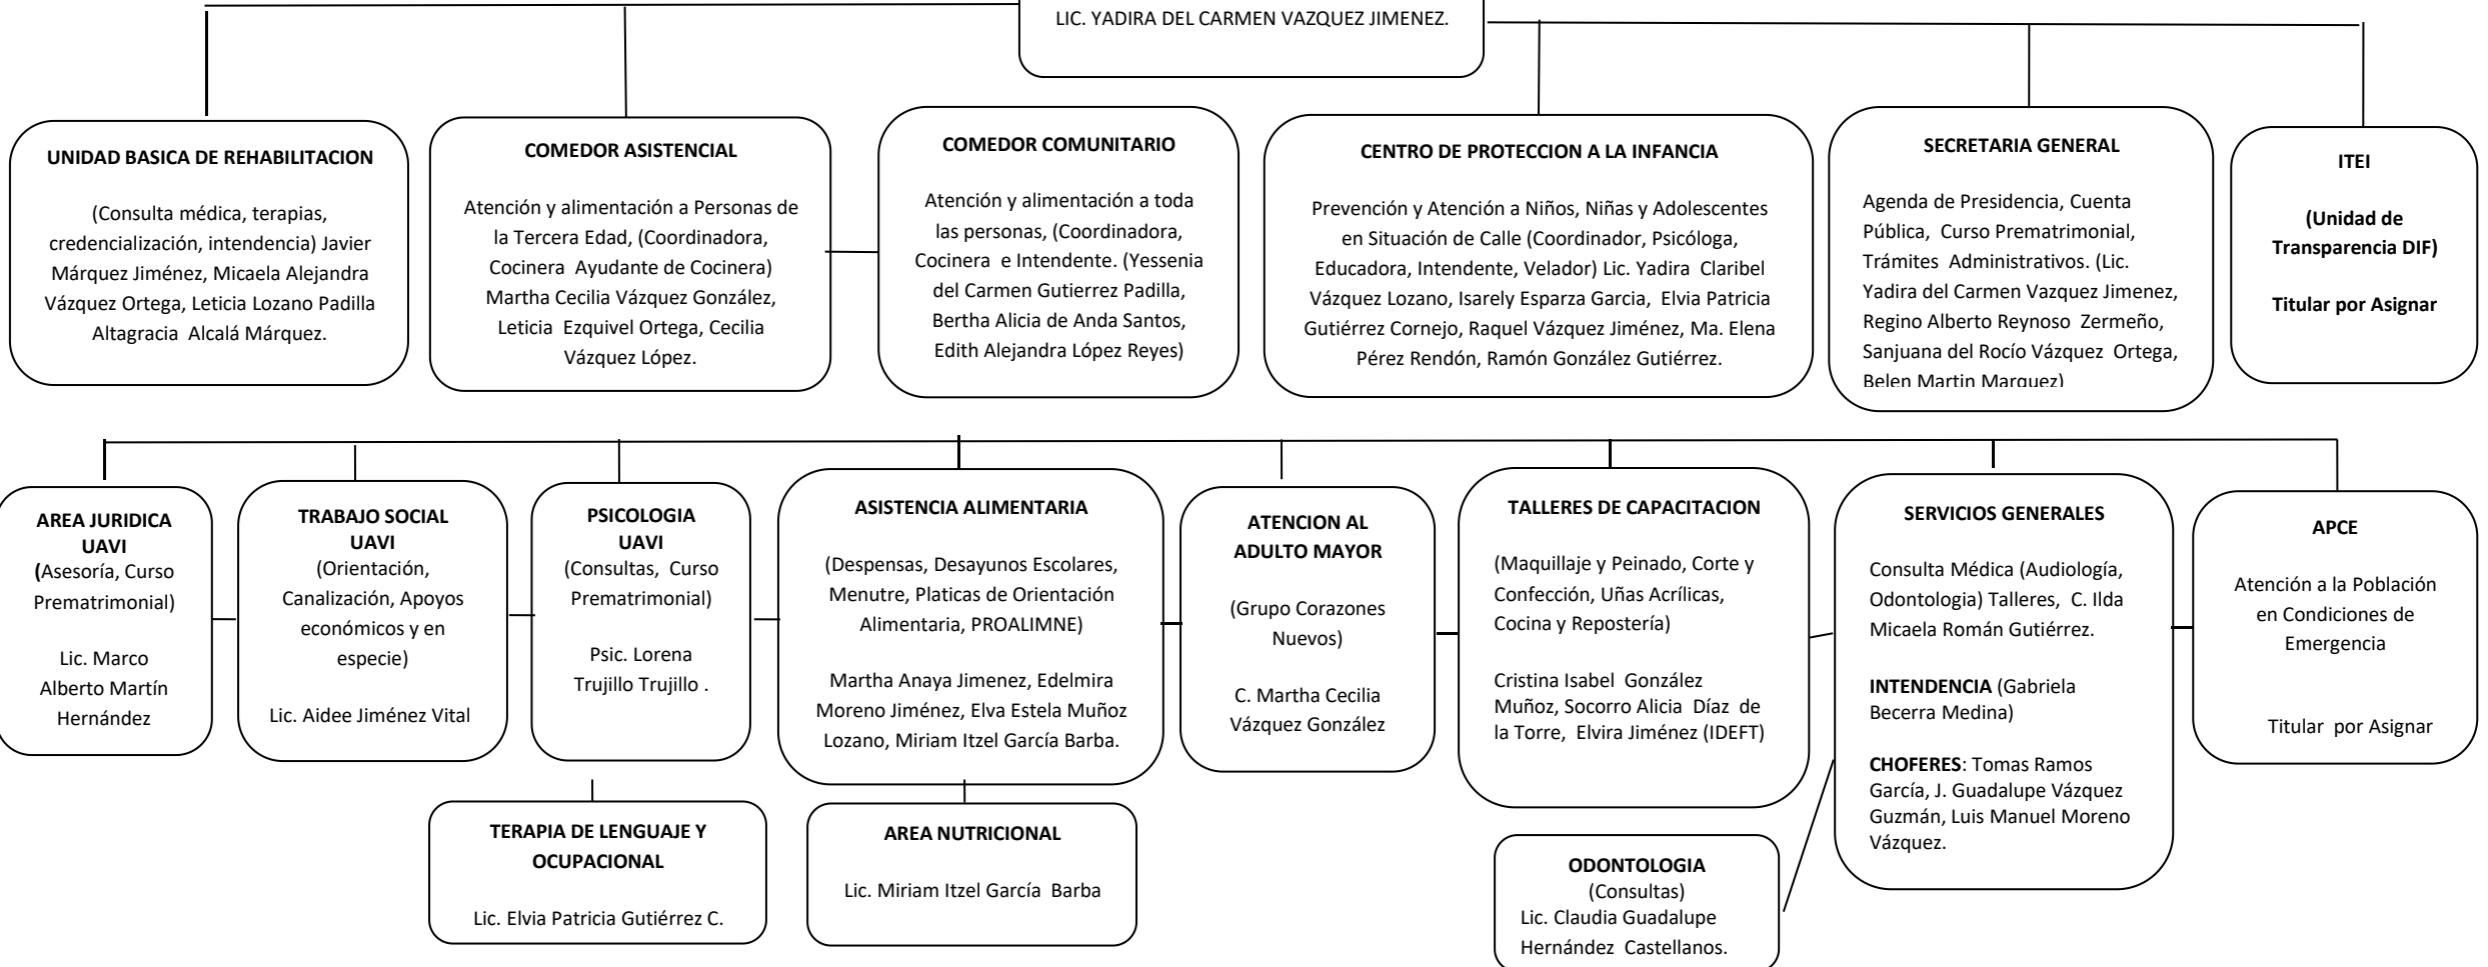 LIC. YADIRA DEL CARMEN VAZQUEZ JIMENEZ.
UNIDAD BASICA DE REHABILITACION
(Consulta médica, terapias,
credencialización, intendencia) Javier
Márquez Jiménez, Micaela Alejandra
Vázquez Ortega, Leticia Lozano Padilla
Altagracia Alcalá Márquez.
COMEDOR ASISTENCIAL
Atención y alimentación a Personas de
la Tercera Edad, (Coordinadora,
Cocinera Ayudante de Cocinera)
Martha Cecilia Vázquez González,
Leticia Ezquivel Ortega, Cecilia
Vázquez López.
COMEDOR COMUNITARIO
Atención y alimentación a toda
las personas, (Coordinadora,
Cocinera e Intendente. (Yessenia
del Carmen Gutierrez Padilla,
Bertha Alicia de Anda Santos,
Edith Alejandra López Reyes)
CENTRO DE PROTECCION A LA INFANCIA
Prevención y Atención a Niños, Niñas y Adolescentes
en Situación de Calle (Coordinador, Psicóloga,
Educadora, Intendente, Velador) Lic. Yadira Claribel
Vázquez Lozano, Isarely Esparza Garcia, Elvia Patricia
Gutiérrez Cornejo, Raquel Vázquez Jiménez, Ma. Elena
Pérez Rendón, Ramón González Gutiérrez.
SECRETARIA GENERAL
Agenda de Presidencia, Cuenta
Pública, Curso Prematrimonial,
Trámites Administrativos. (Lic.
Yadira del Carmen Vazquez Jimenez,
Regino Alberto Reynoso Zermeño,
Sanjuana del Rocío Vázquez Ortega,
Belen Martin Marquez)
ITEI
(Unidad de
Transparencia DIF)
Titular por Asignar
AREA JURIDICA
UAVI
(Asesoría, Curso
Prematrimonial)
Lic. Marco
Alberto Martín
Hernández
TRABAJO SOCIAL
UAVI
(Orientación,
Canalización, Apoyos
económicos y en
especie)
Lic. Aidee Jiménez Vital
PSICOLOGIA
UAVI
(Consultas, Curso
Prematrimonial)
Psic. Lorena
Trujillo Trujillo .
ASISTENCIA ALIMENTARIA
(Despensas, Desayunos Escolares,
Menutre, Platicas de Orientación
Alimentaria, PROALIMNE)
Martha Anaya Jimenez, Edelmira
Moreno Jiménez, Elva Estela Muñoz
Lozano, Miriam Itzel García Barba.
ATENCION AL
ADULTO MAYOR
(Grupo Corazones
Nuevos)
C. Martha Cecilia
Vázquez González
TALLERES DE CAPACITACION
(Maquillaje y Peinado, Corte y
Confección, Uñas Acrílicas,
Cocina y Repostería)
Cristina Isabel González
Muñoz, Socorro Alicia Díaz de
la Torre, Elvira Jiménez (IDEFT)
SERVICIOS GENERALES
Consulta Médica (Audiología,
Odontologia) Talleres, C. Ilda
Micaela Román Gutiérrez.
INTENDENCIA (Gabriela
Becerra Medina)
CHOFERES: Tomas Ramos
García, J. Guadalupe Vázquez
Guzmán, Luis Manuel Moreno
Vázquez.
APCE
Atención a la Población
en Condiciones de
Emergencia
Titular por Asignar
TERAPIA DE LENGUAJE Y
OCUPACIONAL
Lic. Elvia Patricia Gutiérrez C.
AREA NUTRICIONAL
Lic. Miriam Itzel García Barba
ODONTOLOGIA
(Consultas)
Lic. Claudia Guadalupe
Hernández Castellanos.